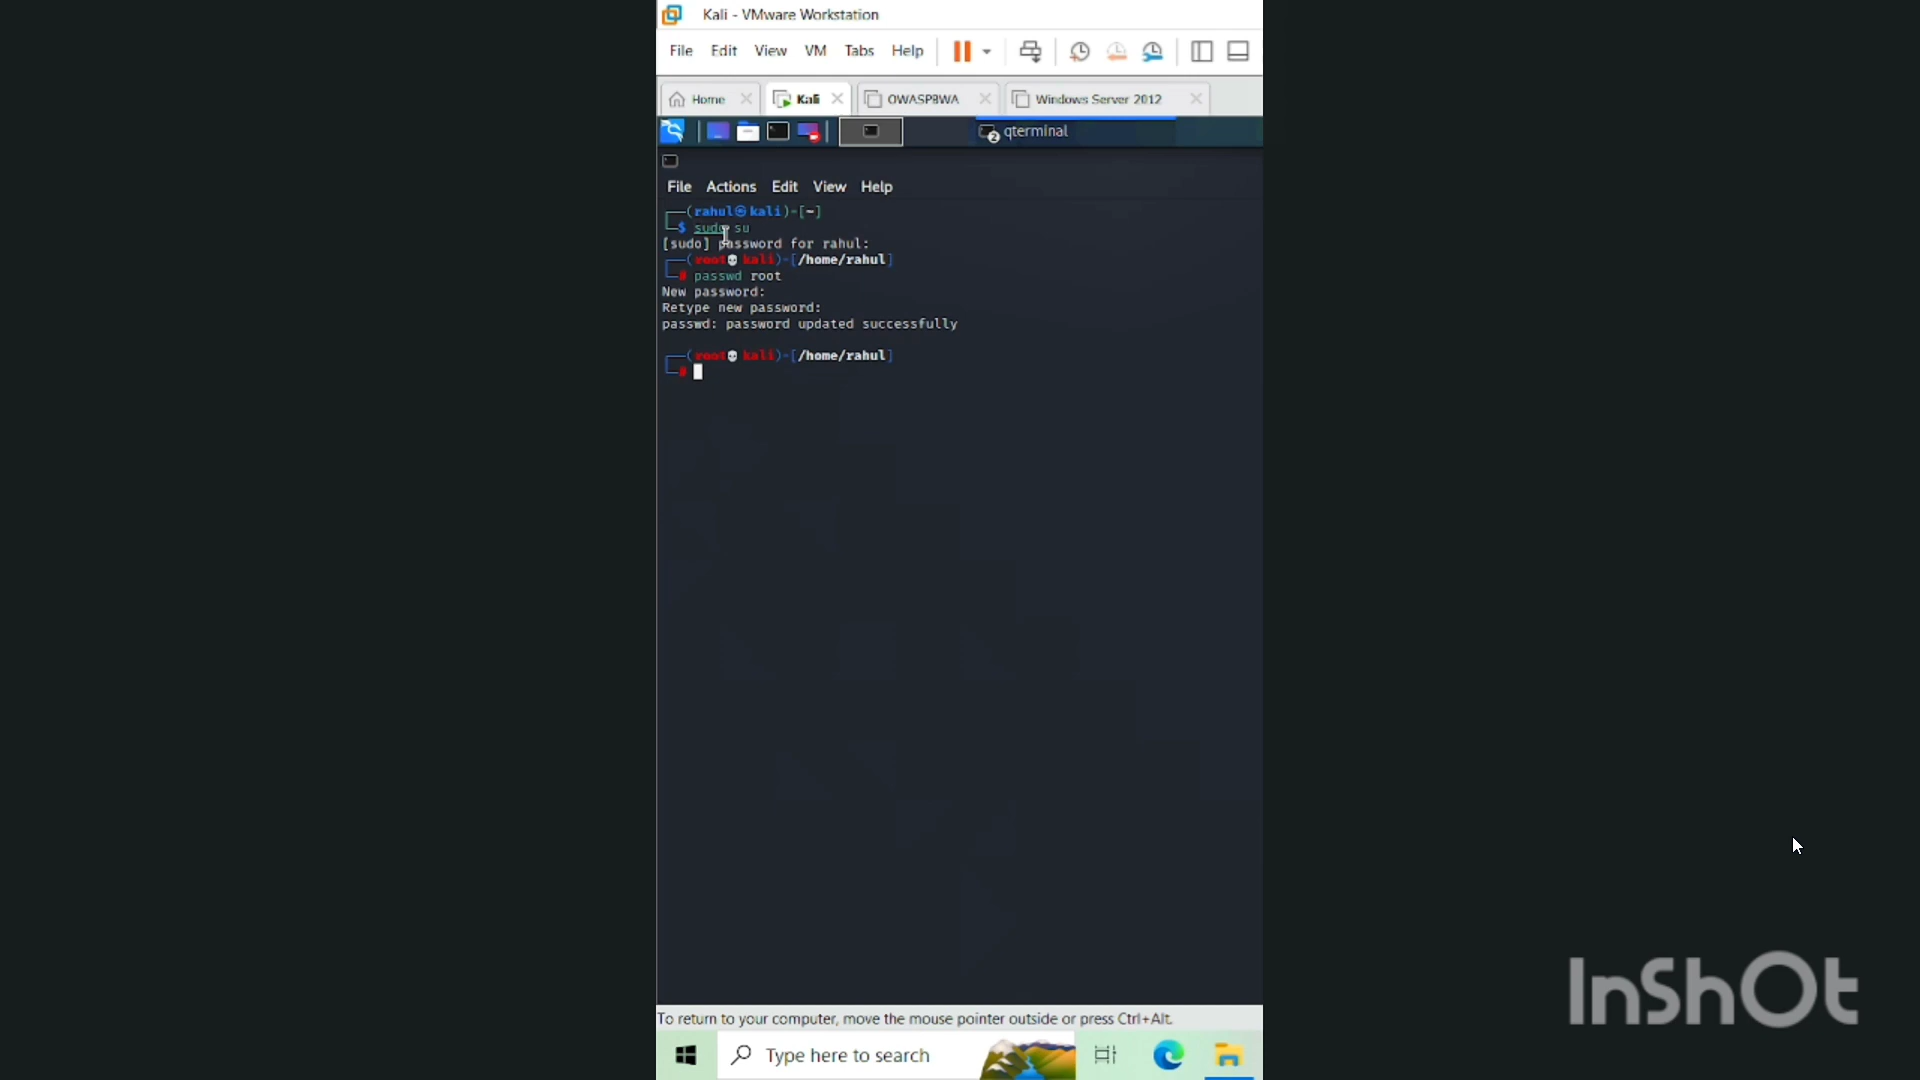 Kali - VMware Workstation
File Edit View VM Tabs Help
Home Kali OWASPBWA Windows Server 2012
qterminal
File Actions Edit View Help
(rahul㉿kali)-[~]
$ sudo su
[sudo] password for rahul:
(root💀kali)-[/home/rahul]
# passwd root
New password:
Retype new password:
passwd: password updated successfully
(root💀kali)-[/home/rahul]
#
To return to your computer, move the mouse pointer outside or press Ctrl+Alt.
Type here to search
InShOt